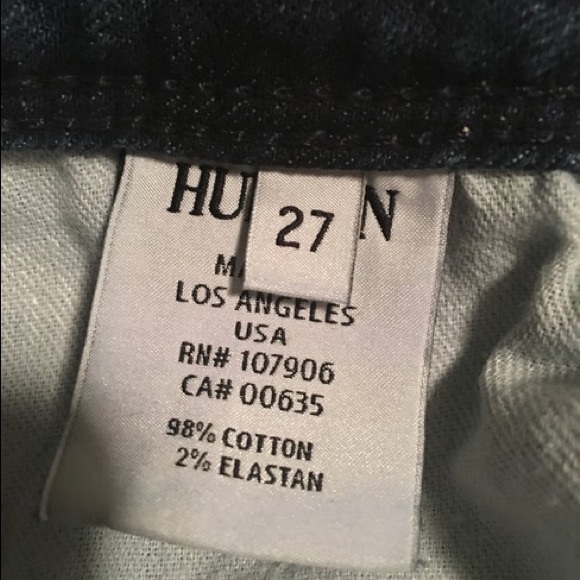 27
LOS ANGELES
USA
RN# 107906
CA# 00635
98% COTTON
2% ELASTAN